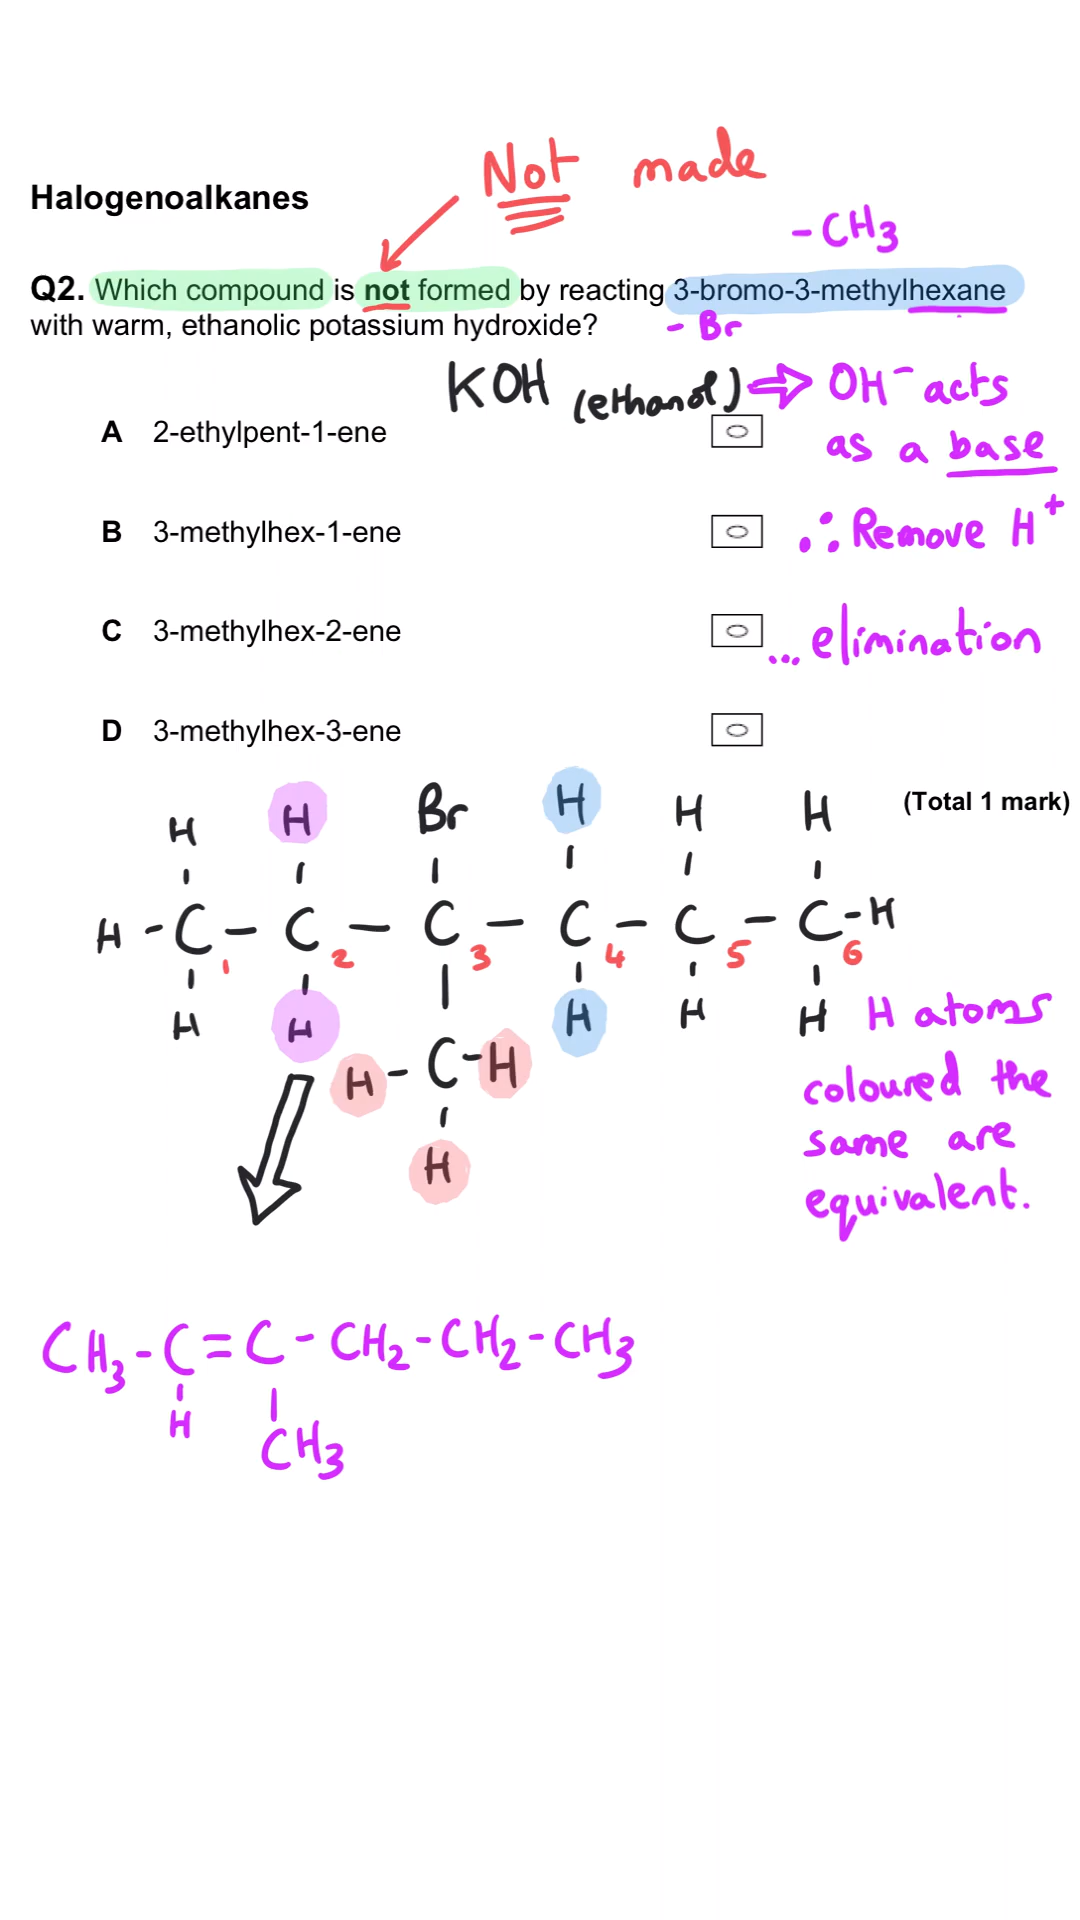 Not made
Halogenoalkanes
- CH3
Q2. Which compound is not formed by reacting 3-bromo-3-methylhexane
with warm, ethanolic potassium hydroxide?
- Br
KOH (ethanol) ⇒ OH⁻ acts
as a base
A 2-ethylpent-1-ene
B 3-methylhex-1-ene
∴ Remove H⁺
C 3-methylhex-2-ene
... elimination
D 3-methylhex-3-ene
(Total 1 mark)
H H Br H H H
H - C - C - C - C - C - C - H
1 2 3 4 5 6
H H H H H
H - C - H
H
H atoms
coloured the
same are
equivalent.
CH3 - C = C - CH2 - CH2 - CH3
H CH3